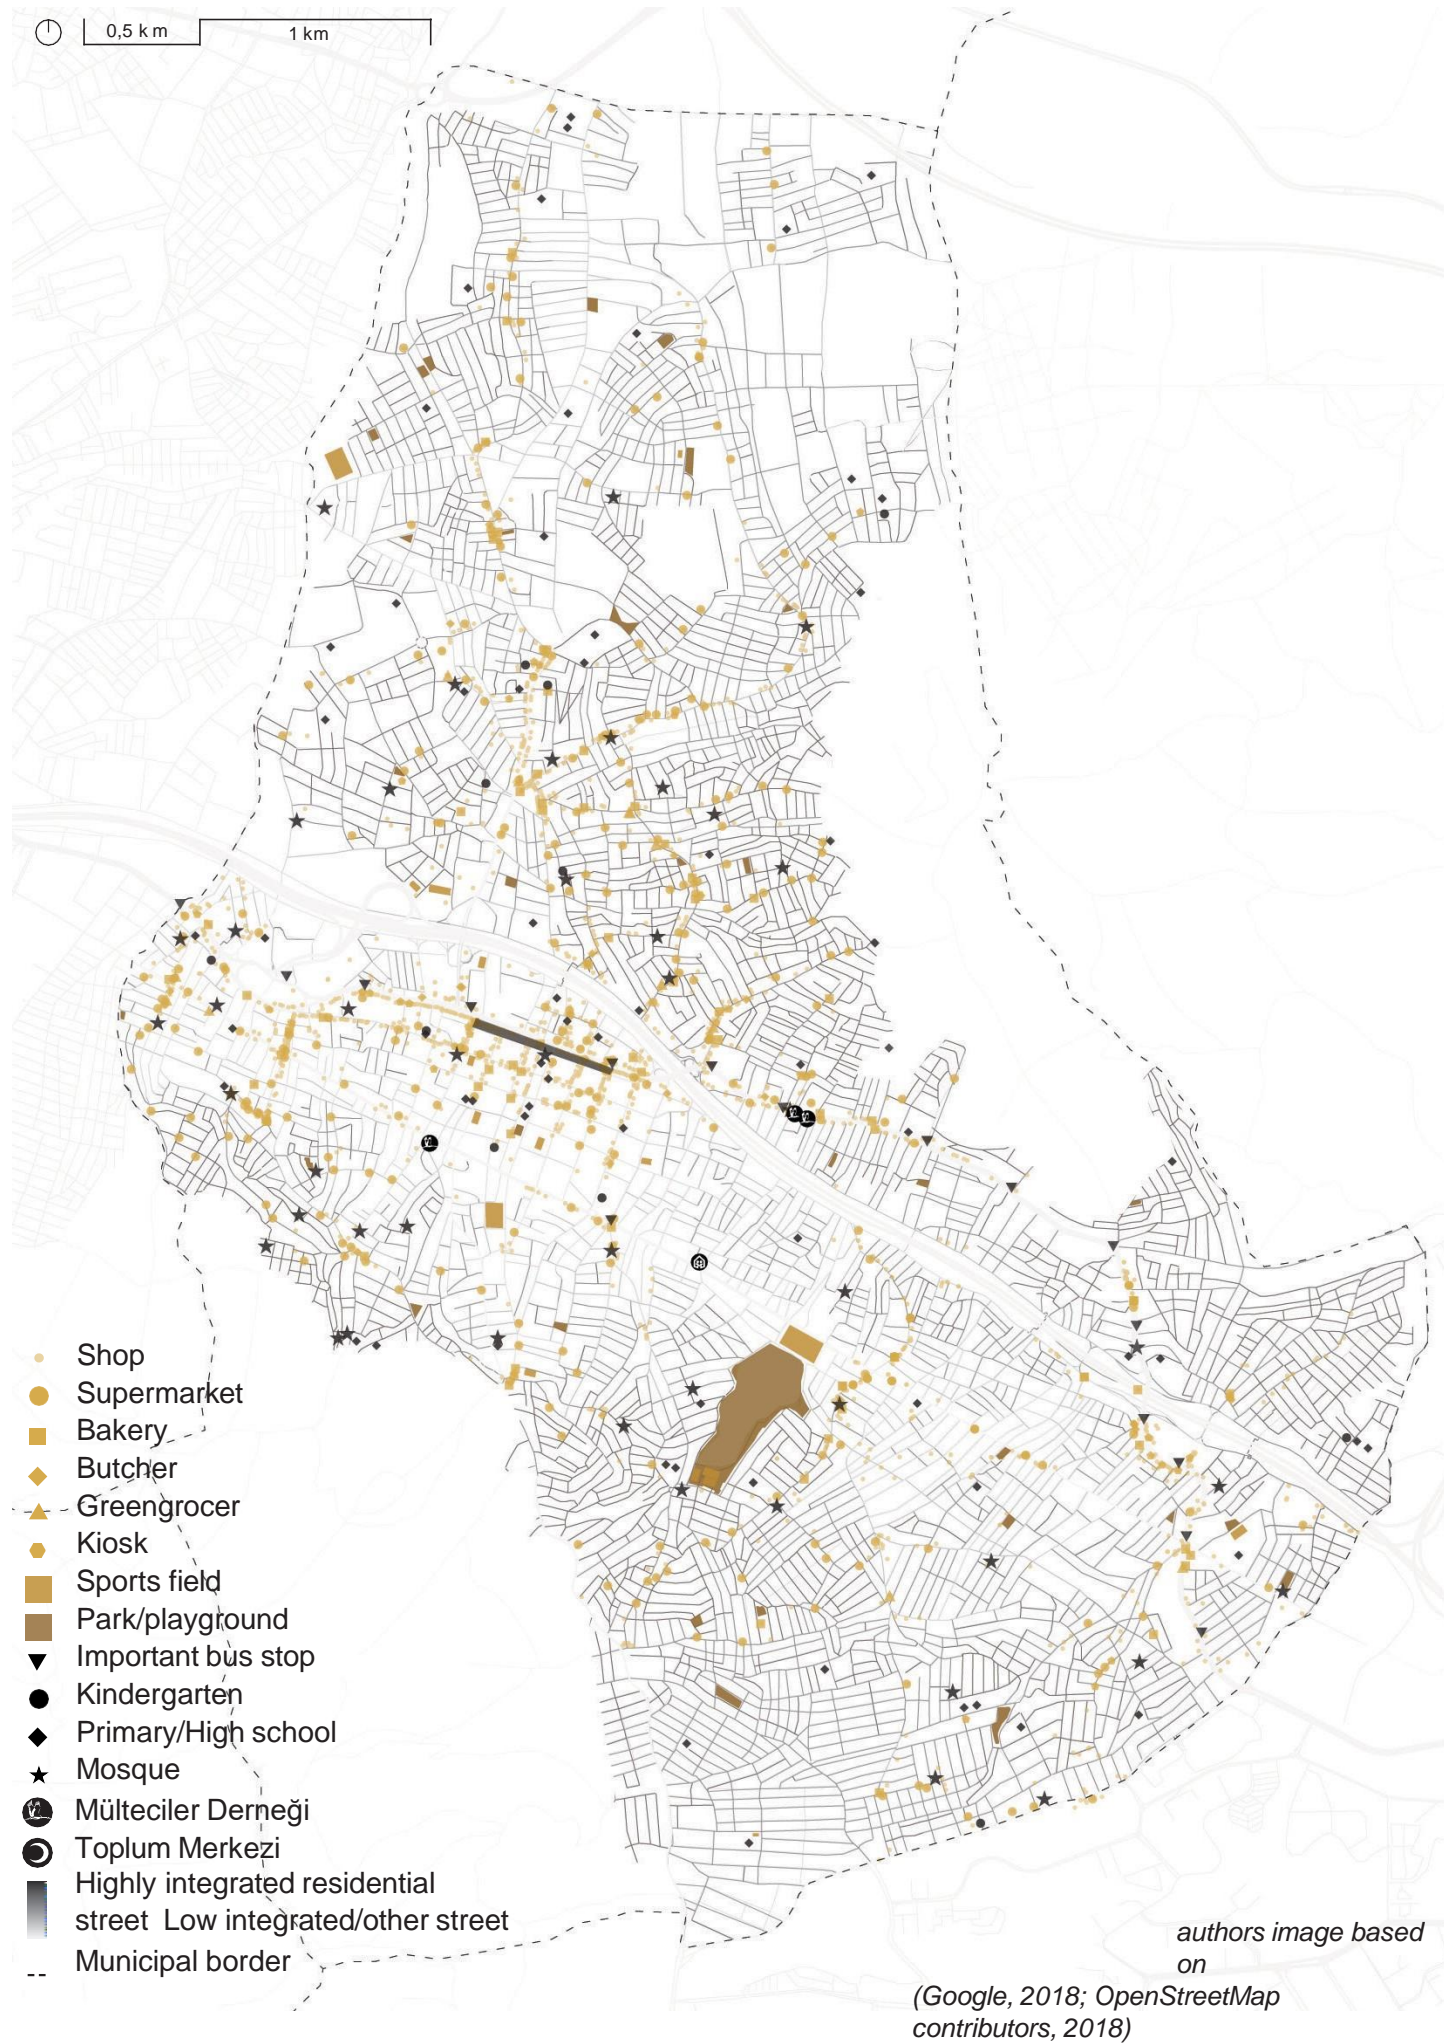 0,5 k m
1 km
Shop
Supermarket
Bakery
Butcher
Greengrocer
Kiosk
Sports field
Park/playground
Important bus stop
Kindergarten
Primary/High school
Mosque
Mülteciler Derneği
Toplum Merkezi
Highly integrated residential
street Low integrated/other street
Municipal border
authors image based
on
(Google, 2018; OpenStreetMap
contributors, 2018)